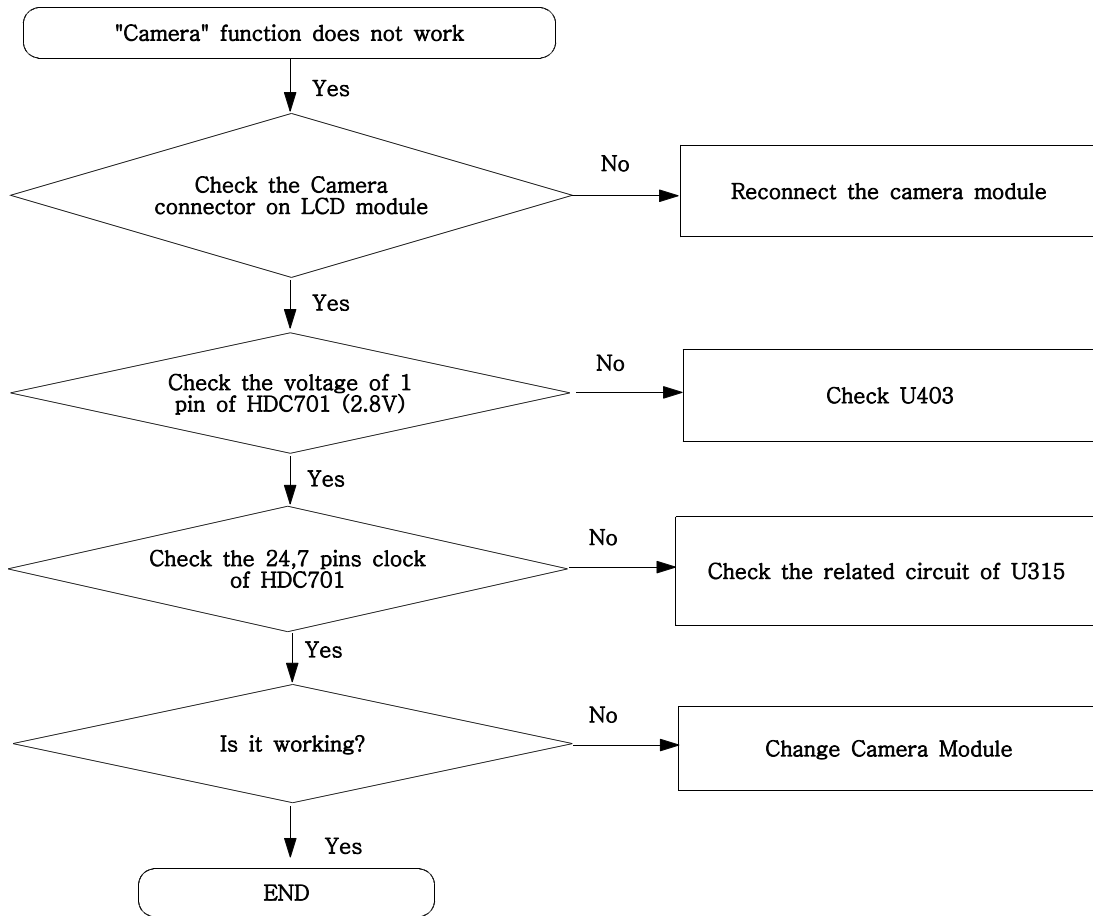 "Camera" function does not work
Yes
Check the Camera
connector on LCD module
No
Reconnect the camera module
Yes
Check the voltage of 1
pin of HDC701 (2.8V)
No
Check U403
Yes
Check the 24,7 pins clock
of HDC701
No
Check the related circuit of U315
Yes
Is it working?
No
Change Camera Module
Yes
END